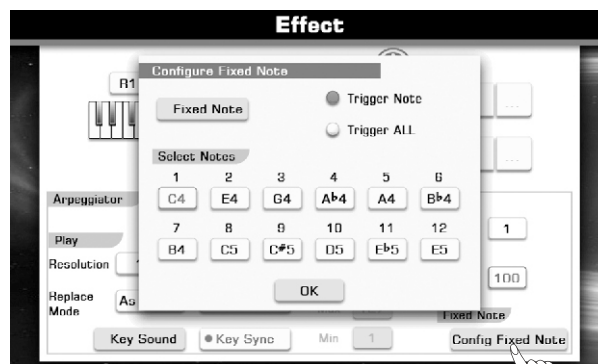 Effect
Configure Fixed Note
R1
Fixed Note
Trigger Note
Trigger ALL
...
...
Select Notes
1 2 3 4 5 6
C4 E4 G4 A♭4 A4 B♭4
7 8 9 10 11 12
B4 C5 C#5 D5 E♭5 E5
OK
Arpeggiator
Play
1
Resolution
100
Replace
Mode
As
Fixed Note
Key Sound Key Sync Min 1 Config Fixed Note